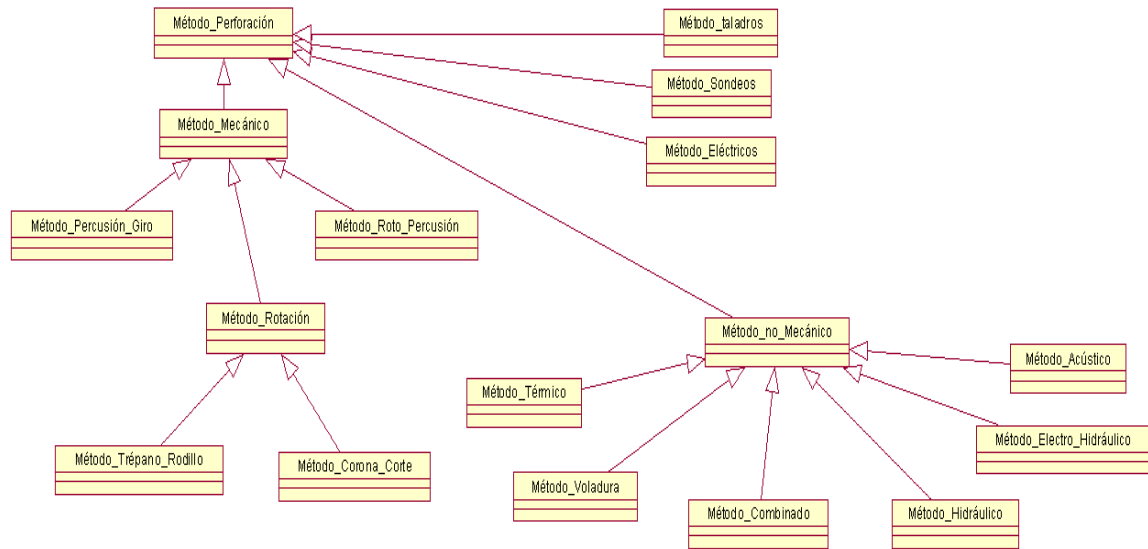 Método_Perforación
Método_taladros
Método_Sondeos
Método_Mecánico
Método_Eléctricos
Método_Percusión_Giro
Método_Roto_Percusión
Método_Rotación
Método_no_Mecánico
Método_Acústico
Método_Térmico
Método_Electro_Hidráulico
Método_Trépano_Rodillo
Método_Corona_Corte
Método_Voladura
Método_Combinado
Método_Hidráulico